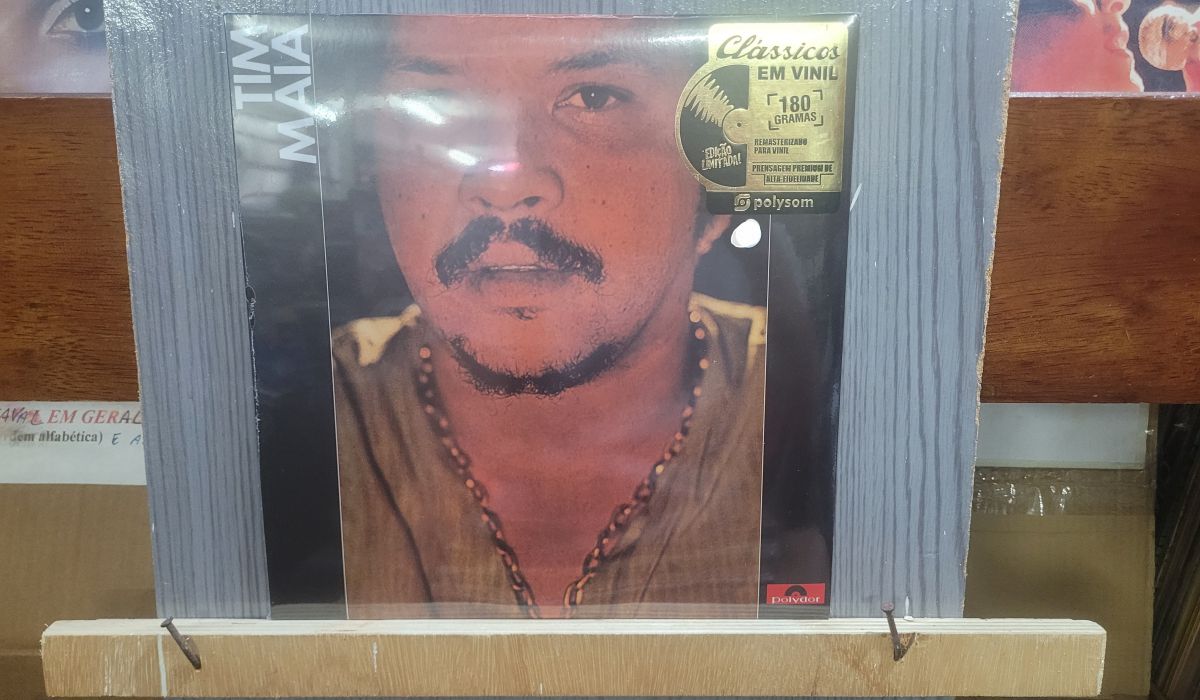 TIM
MAIA
Clássicos
EM VINIL
180
GRAMAS
EDIÇÃO
LIMITADA!
REMASTERIZADO
PARA VINIL
PRENSAGEM PREMIUM DE
ALTA-FIDELIDADE
polysom
EM GERAL
alfabética) E
polydor